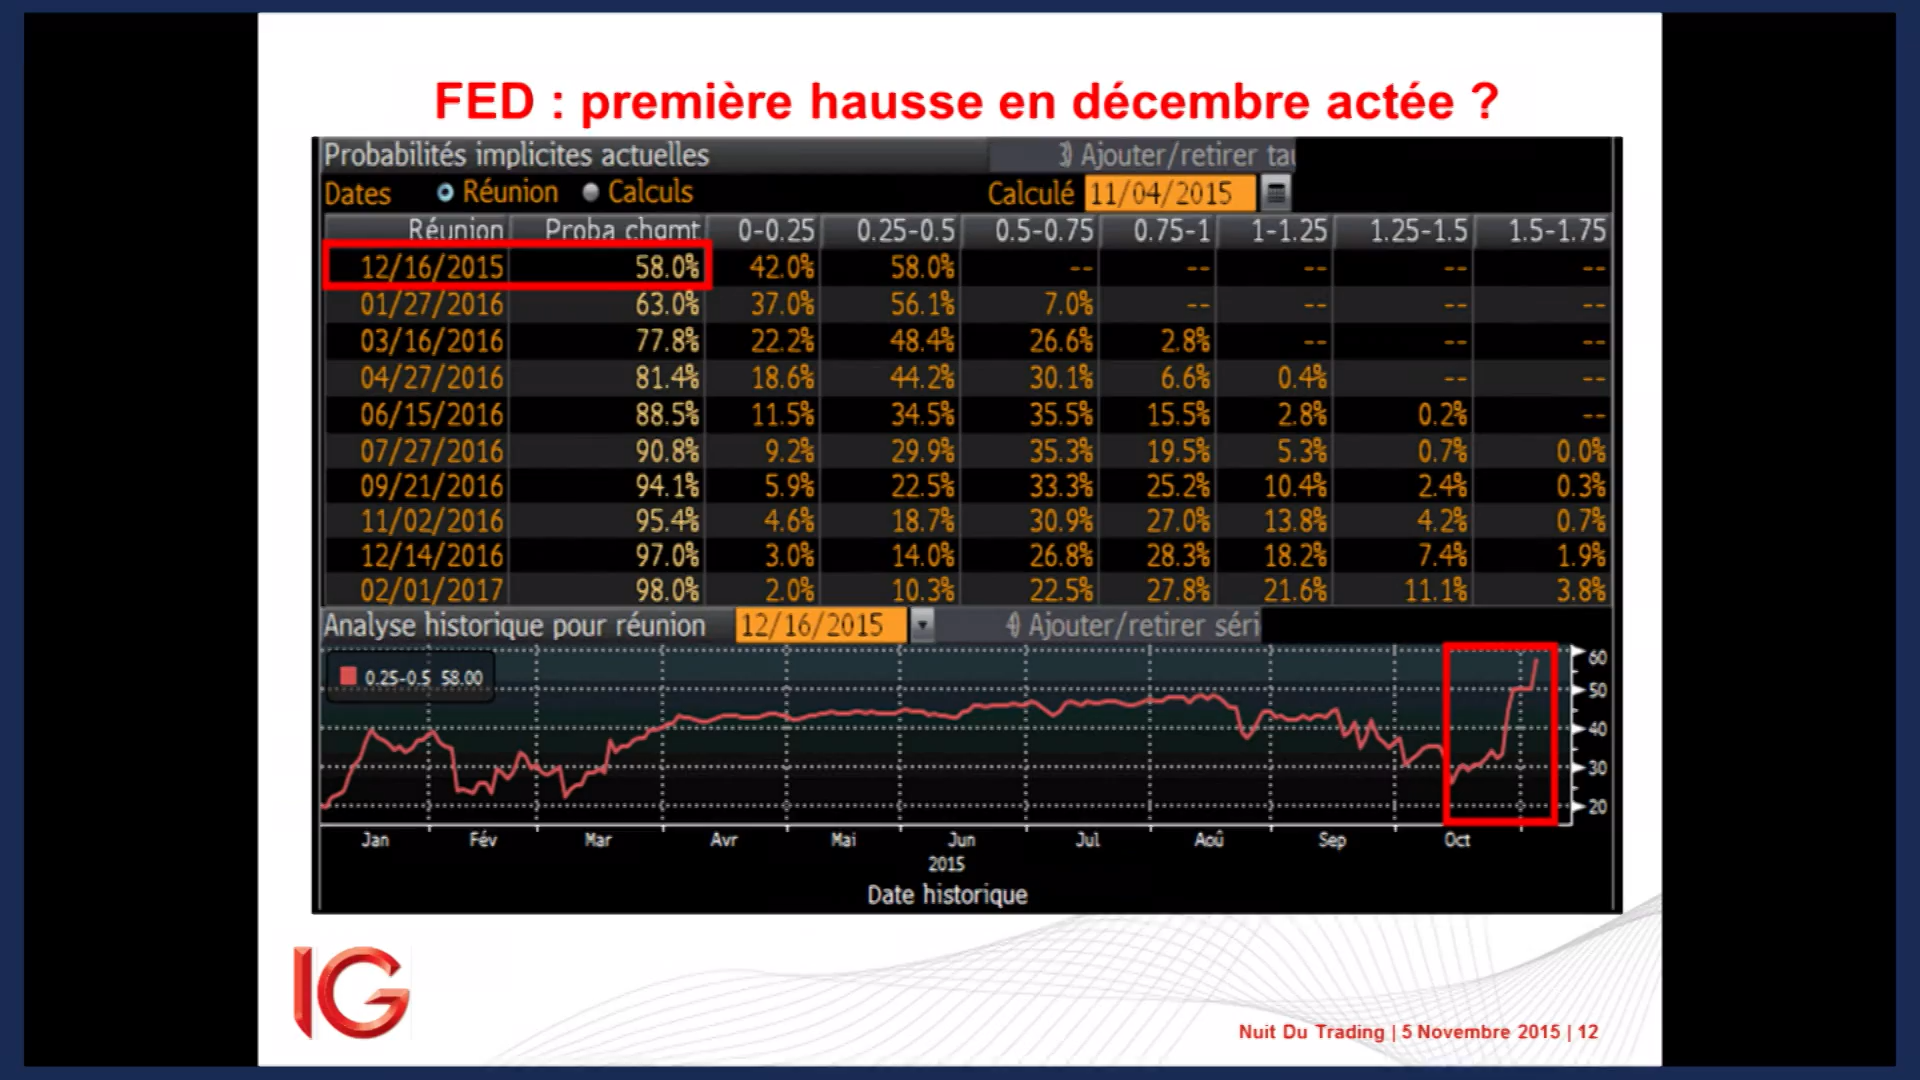 FED : première hausse en décembre actée ?
Probabilités implicites actuelles 3) Ajouter/retirer tau
Dates Réunion Calculs Calculé 11/04/2015
Réunion Proba chgmt 0-0.25 0.25-0.5 0.5-0.75 0.75-1 1-1.25 1.25-1.5 1.5-1.75
12/16/2015 58.0% 42.0% 58.0% -- -- -- -- --
01/27/2016 63.0% 37.0% 56.1% 7.0% -- -- -- --
03/16/2016 77.8% 22.2% 48.4% 26.6% 2.8% -- -- --
04/27/2016 81.4% 18.6% 44.2% 30.1% 6.6% 0.4% -- --
06/15/2016 88.5% 11.5% 34.5% 35.5% 15.5% 2.8% 0.2% --
07/27/2016 90.8% 9.2% 29.9% 35.3% 19.5% 5.3% 0.7% 0.0%
09/21/2016 94.1% 5.9% 22.5% 33.3% 25.2% 10.4% 2.4% 0.3%
11/02/2016 95.4% 4.6% 18.7% 30.9% 27.0% 13.8% 4.2% 0.7%
12/14/2016 97.0% 3.0% 14.0% 26.8% 28.3% 18.2% 7.4% 1.9%
02/01/2017 98.0% 2.0% 10.3% 22.5% 27.8% 21.6% 11.1% 3.8%
Analyse historique pour réunion 12/16/2015 4) Ajouter/retirer séri
0.25-0.5 58.00
60
50
40
30
20
Jan Fév Mar Avr Mai Jun Jul Aoû Sep Oct
2015
Date historique
IG
Nuit Du Trading | 5 Novembre 2015 | 12